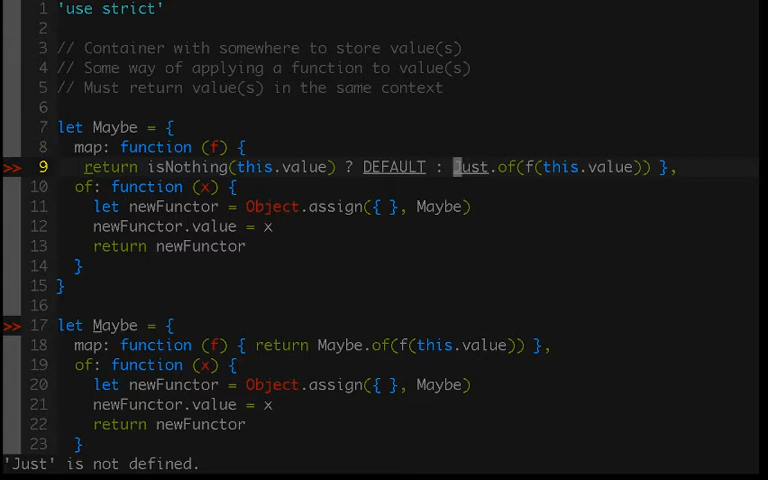 1 'use strict'
2
3 // Container with somewhere to store value(s)
4 // Some way of applying a function to value(s)
5 // Must return value(s) in the same context
6
7 let Maybe = {
8 map: function (f) {
>> 9 return isNothing(this.value) ? DEFAULT : Just.of(f(this.value)) },
10 of: function (x) {
11 let newFunctor = Object.assign({ }, Maybe)
12 newFunctor.value = x
13 return newFunctor
14 }
15 }
16
>> 17 let Maybe = {
18 map: function (f) { return Maybe.of(f(this.value)) },
19 of: function (x) {
20 let newFunctor = Object.assign({ }, Maybe)
21 newFunctor.value = x
22 return newFunctor
23 }
'Just' is not defined.